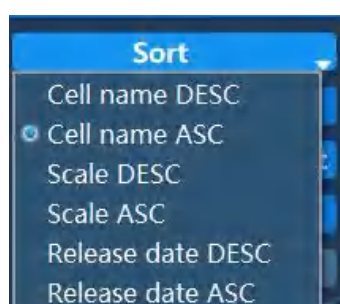 Sort
Cell name DESC
Cell name ASC
Scale DESC
Scale ASC
Release date DESC
Release date ASC